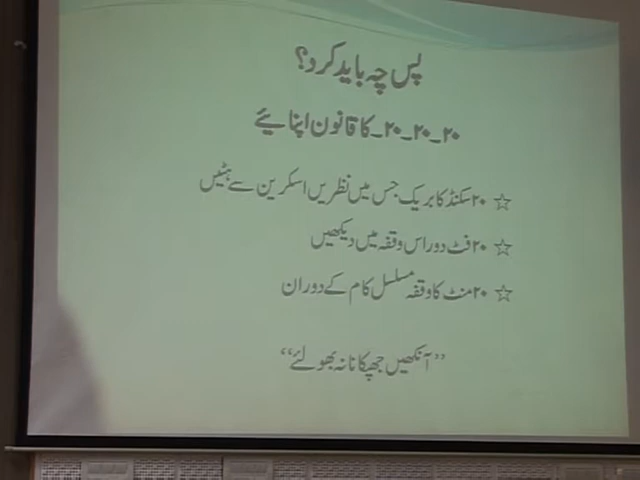 پس چہ باید کرد؟
۲۰۔۲۰۔۲۰۔کا قانون اپنائیے
☆ ۲۰ سکنڈ کا بریک جس میں نظریں اسکرین سے ہٹیں
☆ ۲۰ فٹ دور اس وقفہ میں دیکھیں
☆ ۲۰ منٹ کا وقفہ مسلسل کام کے دوران
”آنکھیں جھپکانا نہ بھولئے“